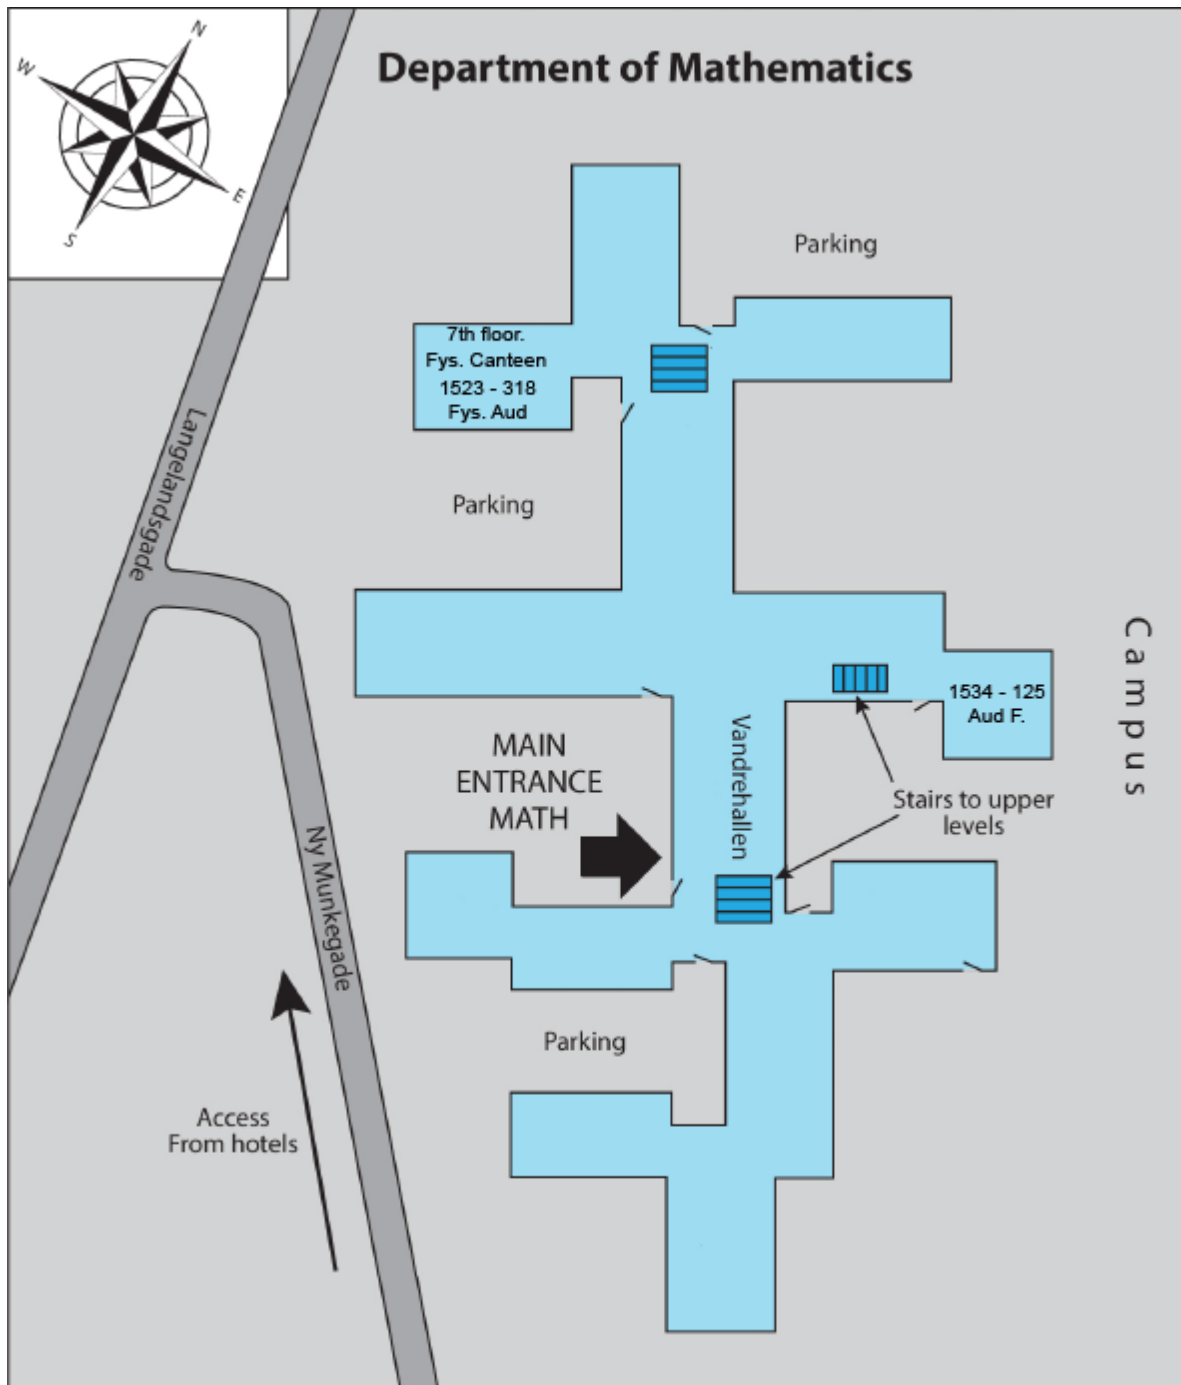 N
W
E
S
Department of Mathematics
Parking
7th floor.
Fys. Canteen
1523 - 318
Fys. Aud
Langelandsgade
Parking
Campus
1534 - 125
Aud F.
Vandrehallen
MAIN
ENTRANCE
MATH
Stairs to upper
levels
Ny Munkegade
Parking
Access
From hotels